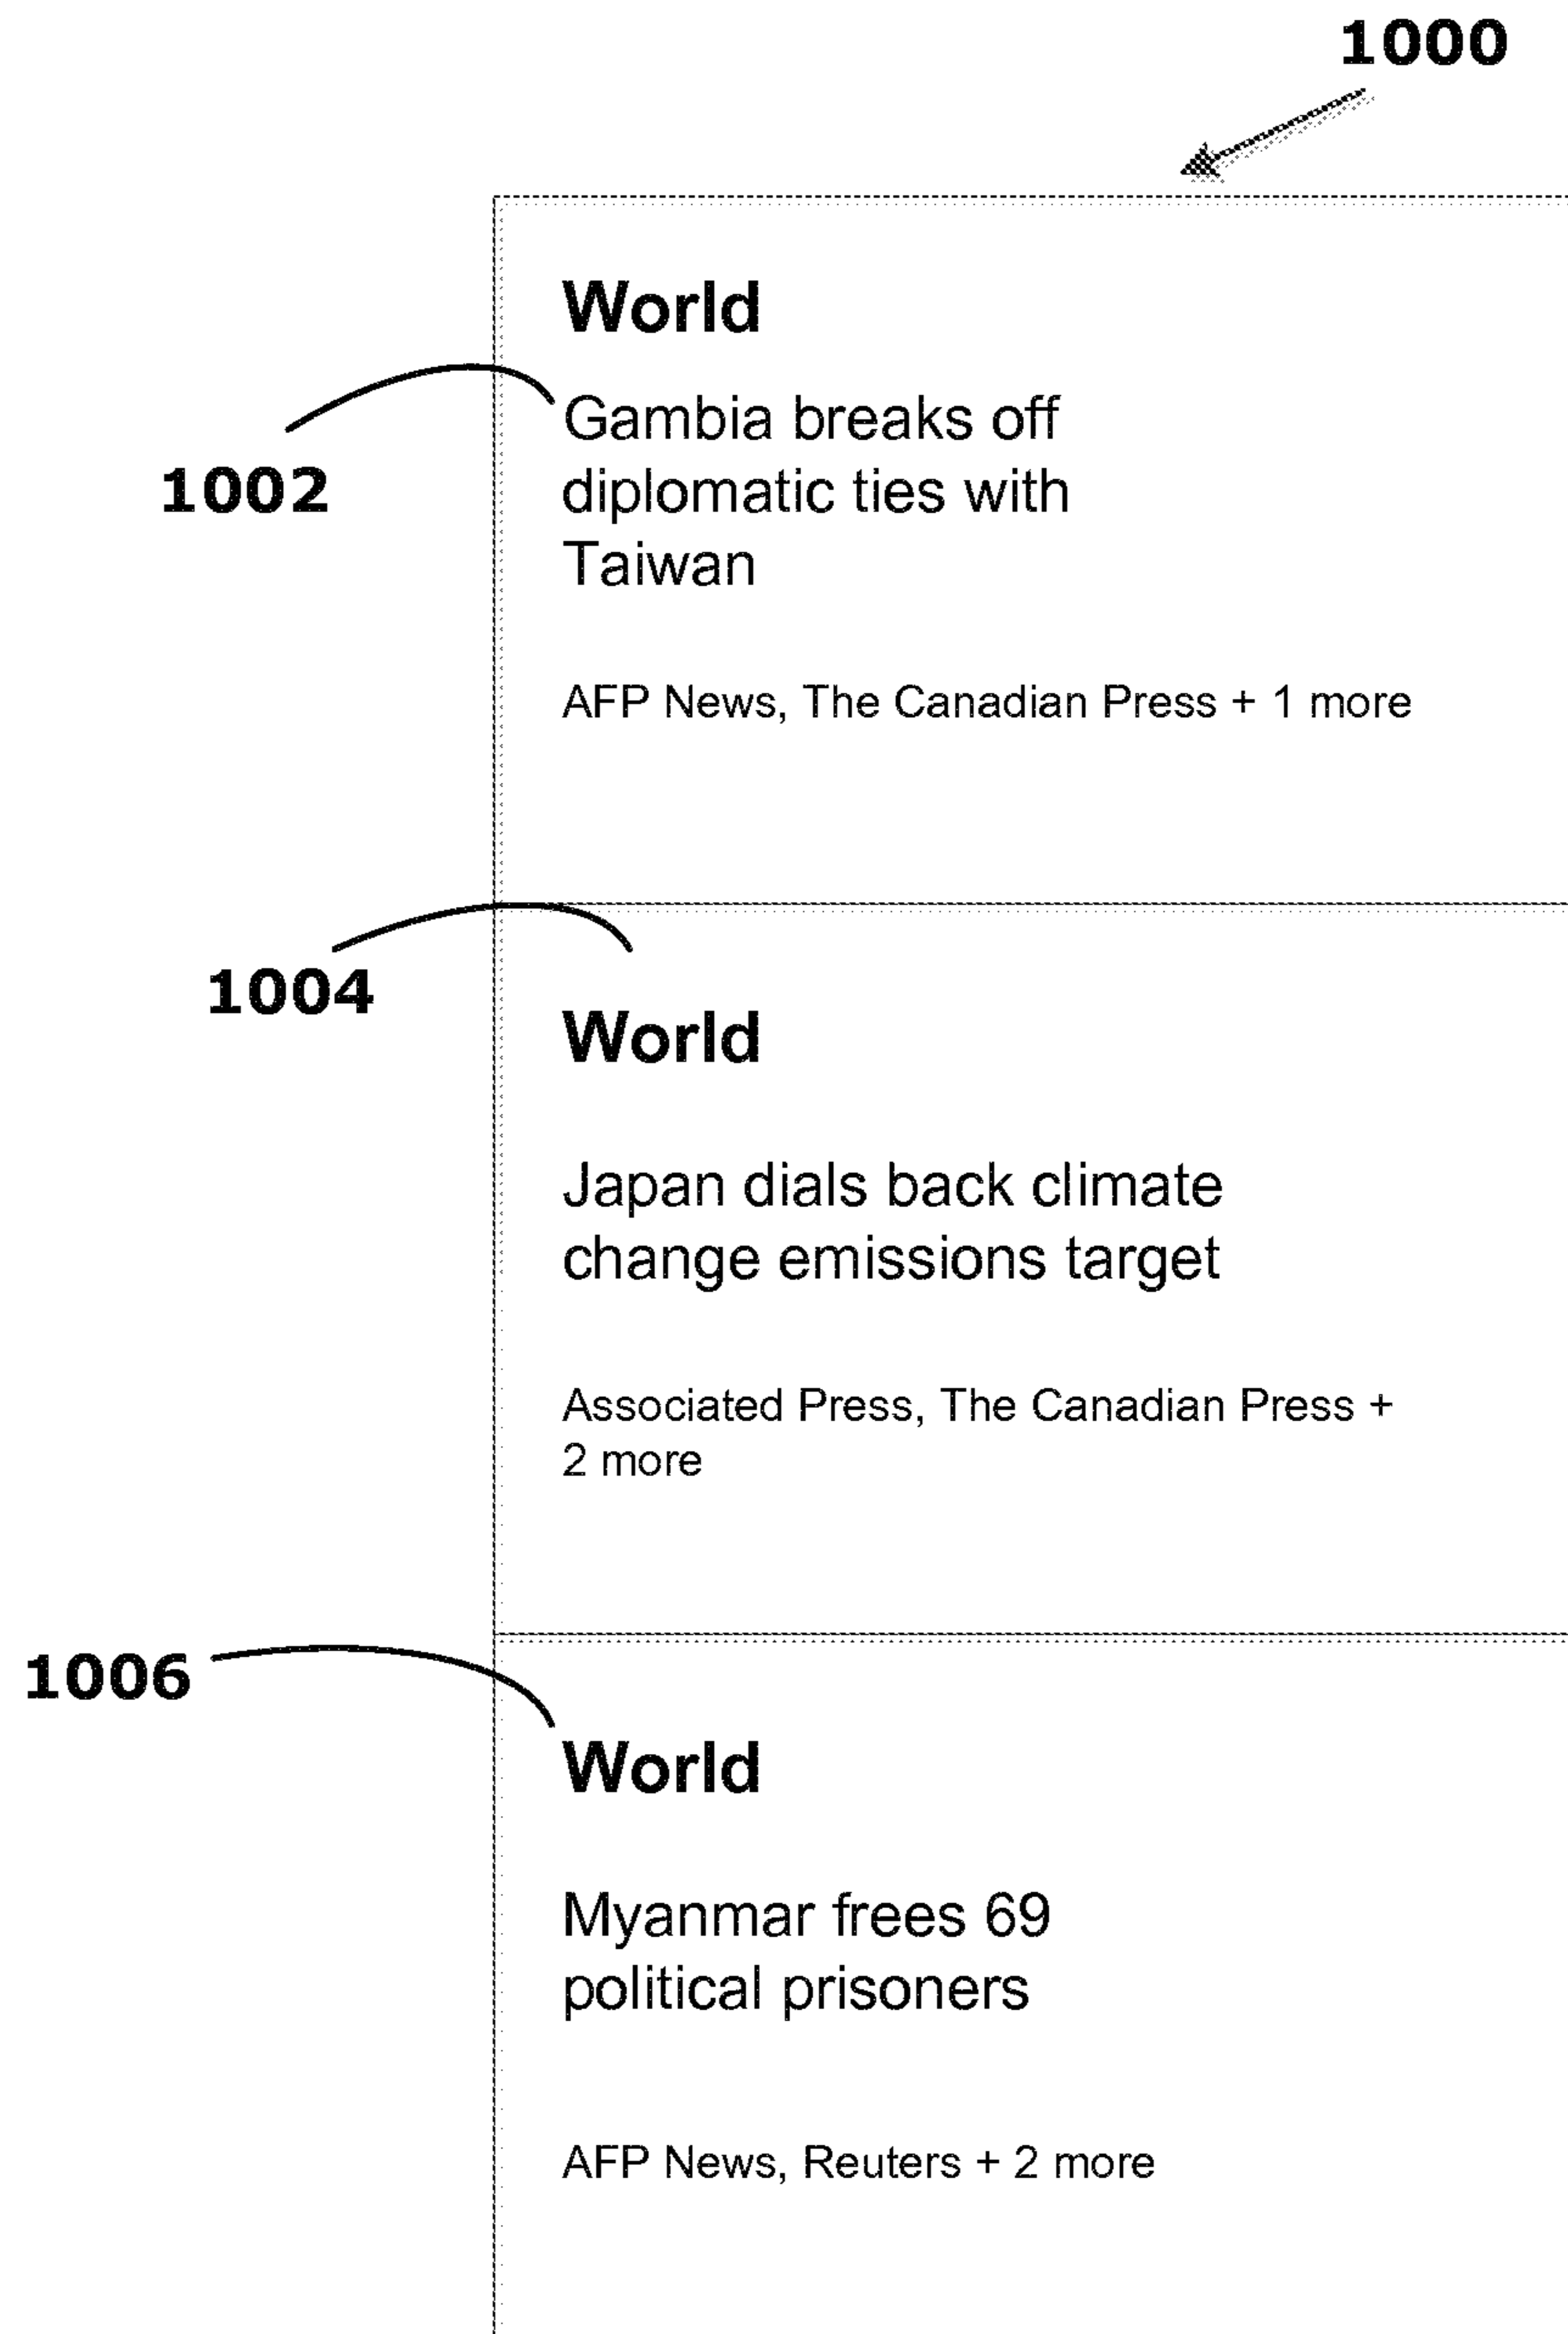 1000
World
1002
Gambia breaks off
diplomatic ties with
Taiwan
AFP News, The Canadian Press + 1 more
1004
World
Japan dials back climate
change emissions target
Associated Press, The Canadian Press +
2 more
1006
World
Myanmar frees 69
political prisoners
AFP News, Reuters + 2 more